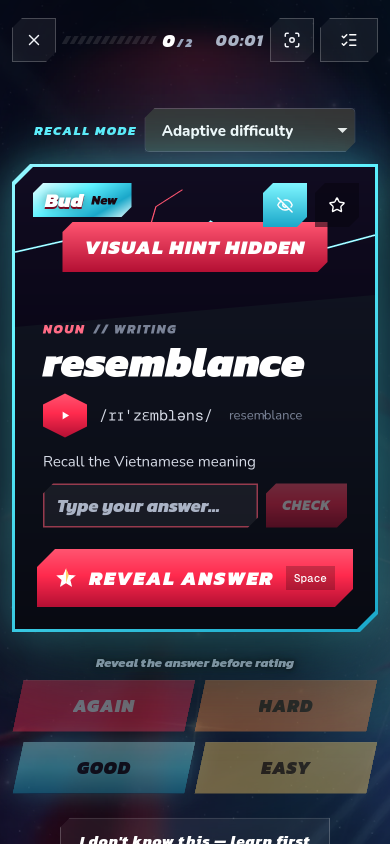 0/2 00:01
RECALL MODE Adaptive difficulty
Bud New
VISUAL HINT HIDDEN
NOUN // WRITING
resemblance
/rɪˈzɛmbləns/ resemblance
Recall the Vietnamese meaning
Type your answer... CHECK
REVEAL ANSWER Space
Reveal the answer before rating
AGAIN HARD
GOOD EASY
I don't know this — learn first